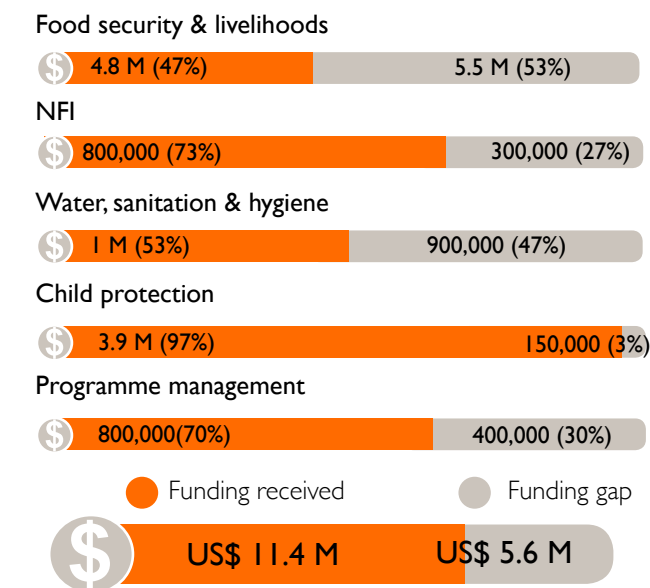 Food security & livelihoods
$ 4.8 M (47%) 5.5 M (53%)
NFI
$ 800,000 (73%) 300,000 (27%)
Water, sanitation & hygiene
$ 1 M (53%) 900,000 (47%)
Child protection
$ 3.9 M (97%) 150,000 (3%)
Programme management
$ 800,000(70%) 400,000 (30%)
Funding received Funding gap
$ US$ 11.4 M US$ 5.6 M